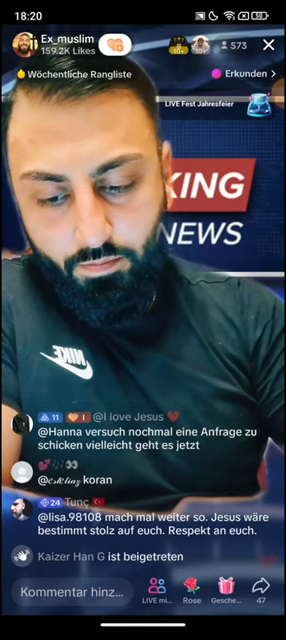 18:20
50
Ex_muslim
159.2K Likes
10+
10+
573
Wöchentliche Rangliste
Erkunden >
LIVE Fest Jahresfeier
KING
NEWS
NIKE
11
I
@I love Jesus
@Hanna versuch nochmal eine Anfrage zu
schicken vielleicht geht es jetzt
koran
24 Tunç
@lisa.98108 mach mal weiter so. Jesus wäre
bestimmt stolz auf euch. Respekt an euch.
Kaizer Han G ist beigetreten
Kommentar hinz...
LIVE mi...
Rose
Gesche...
47